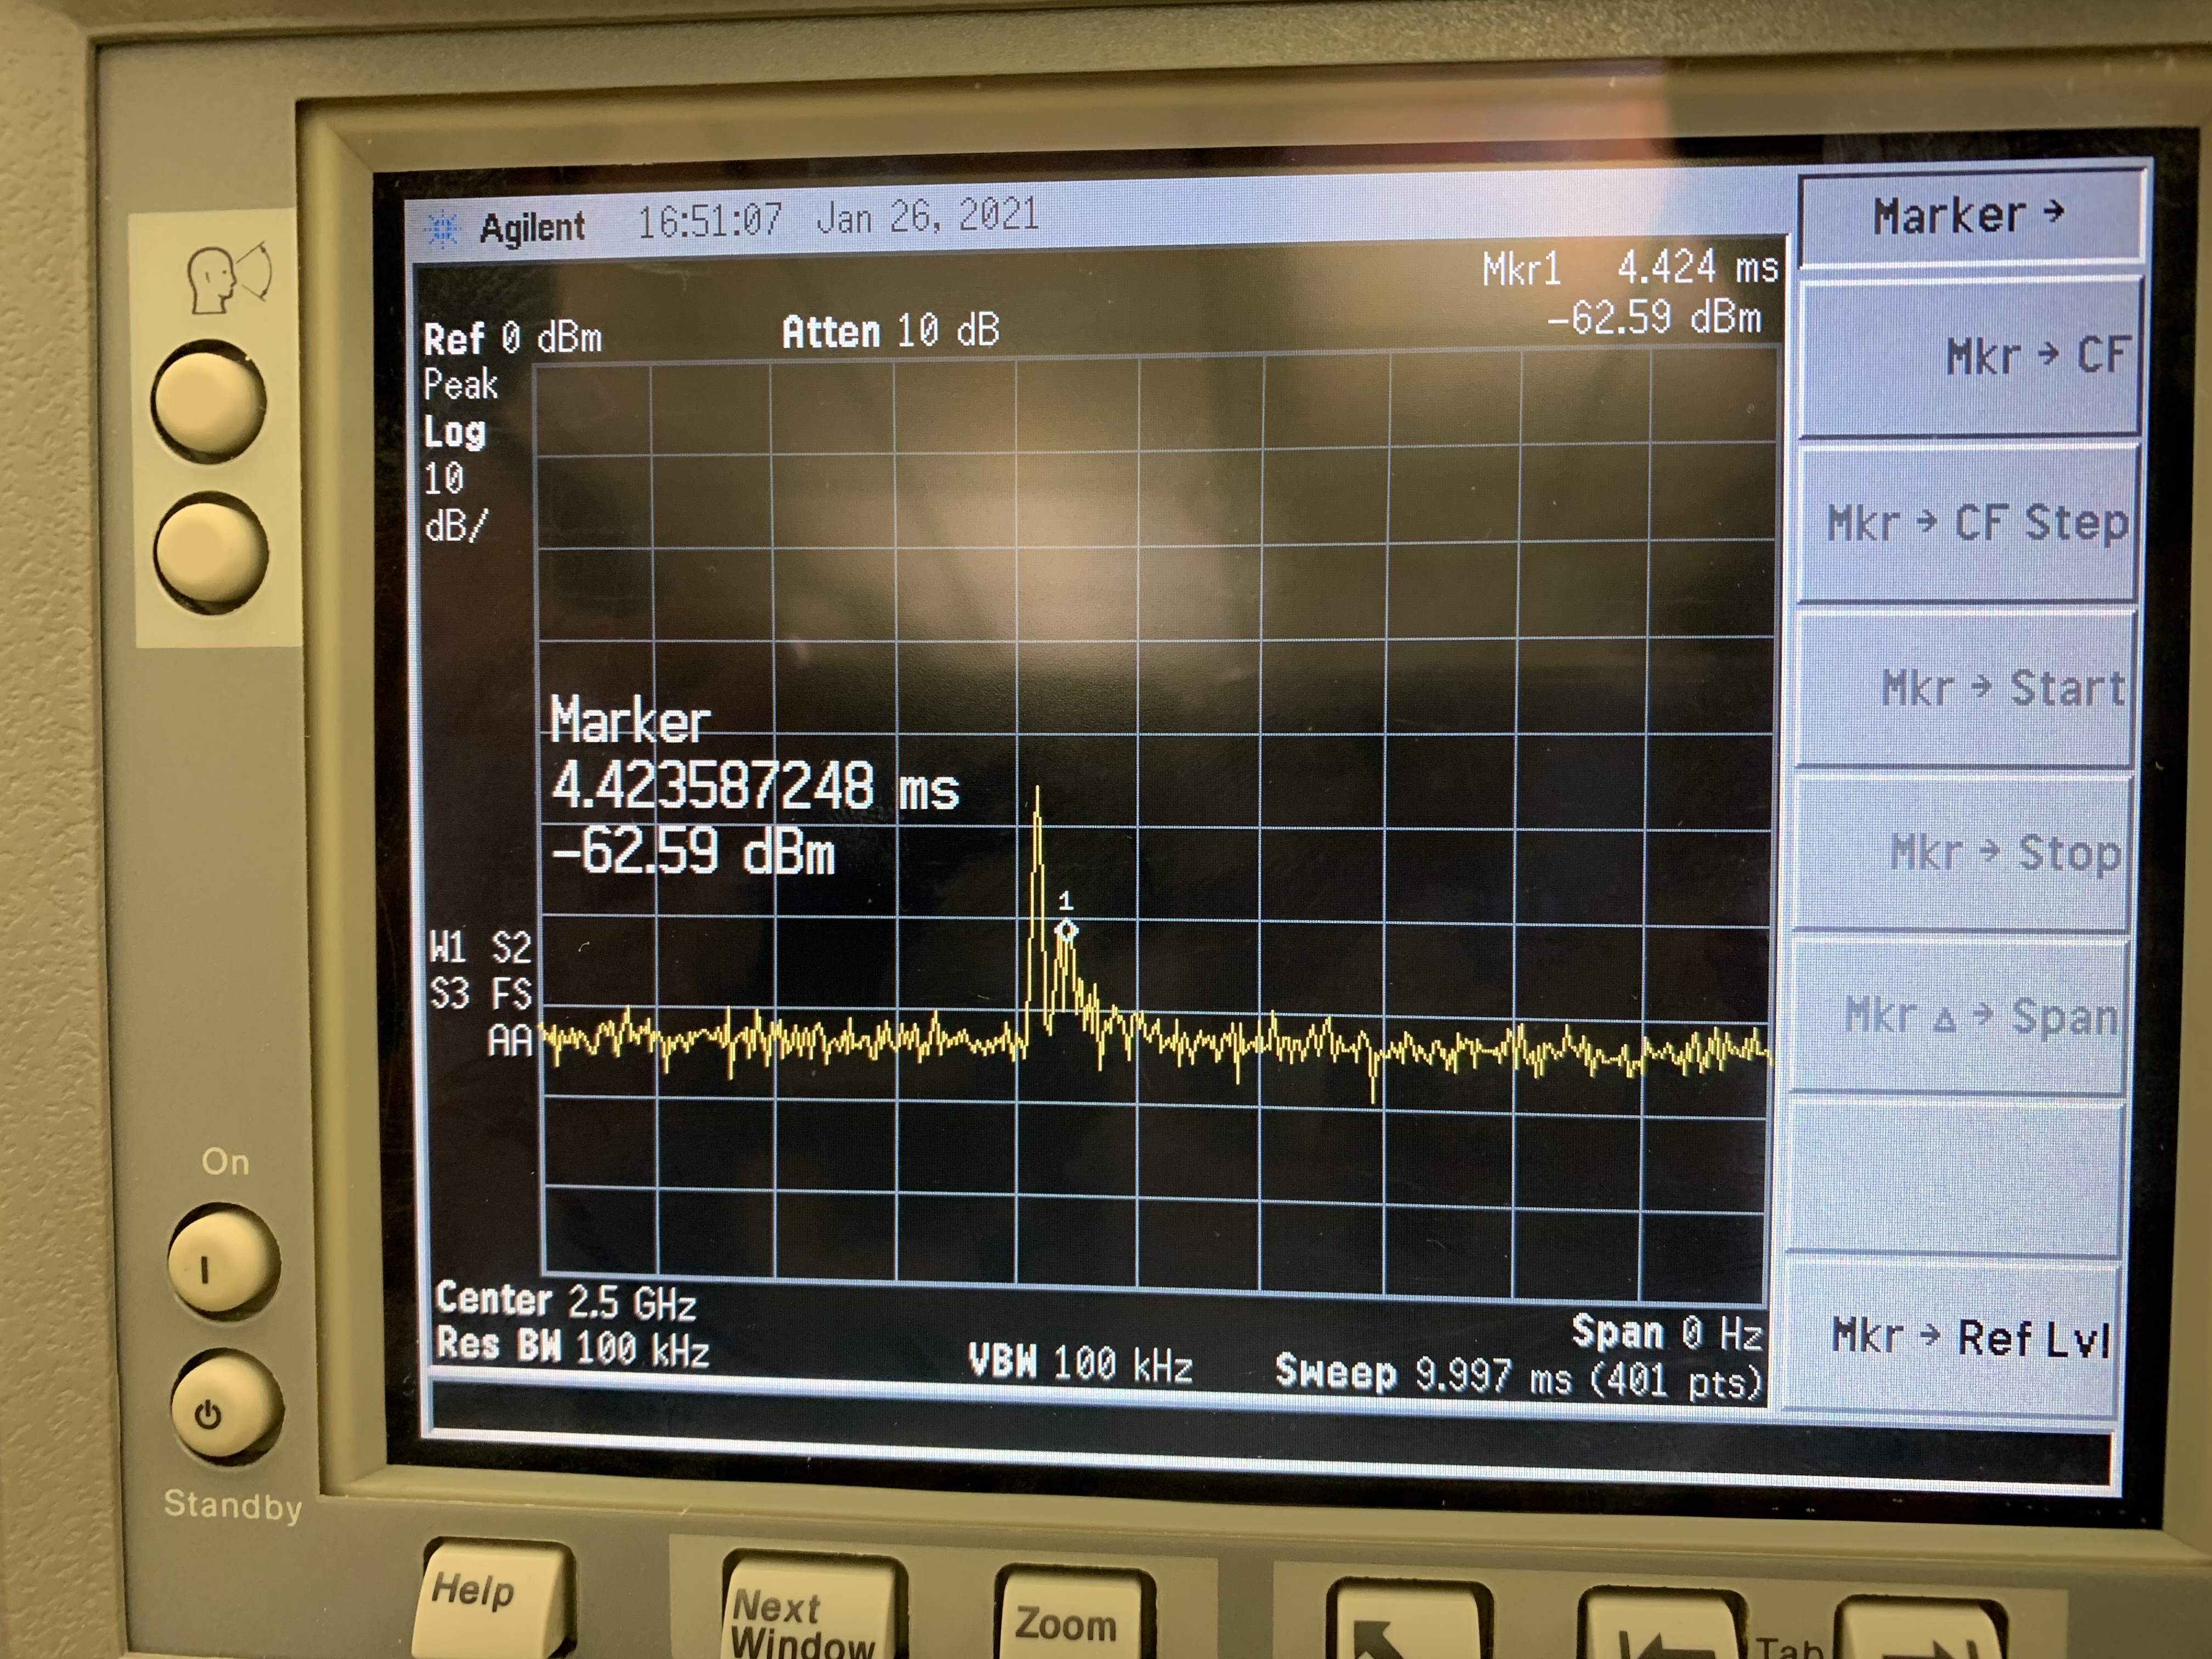 Agilent 16:51:07 Jan 26, 2021
Mkr1 4.424 ms
Ref 0 dBm Atten 10 dB -62.59 dBm
Peak
Log
10
dB/
Marker
4.423587248 ms
-62.59 dBm
1
W1 S2
S3 FS
AA
Center 2.5 GHz Span 0 Hz
Res BW 100 kHz VBW 100 kHz Sweep 9.997 ms (401 pts)
Marker →
Mkr → CF
Mkr → CF Step
Mkr → Start
Mkr → Stop
Mkr Δ → Span
Mkr → Ref Lvl
On
Standby
Help
Next
Window
Zoom
Tab